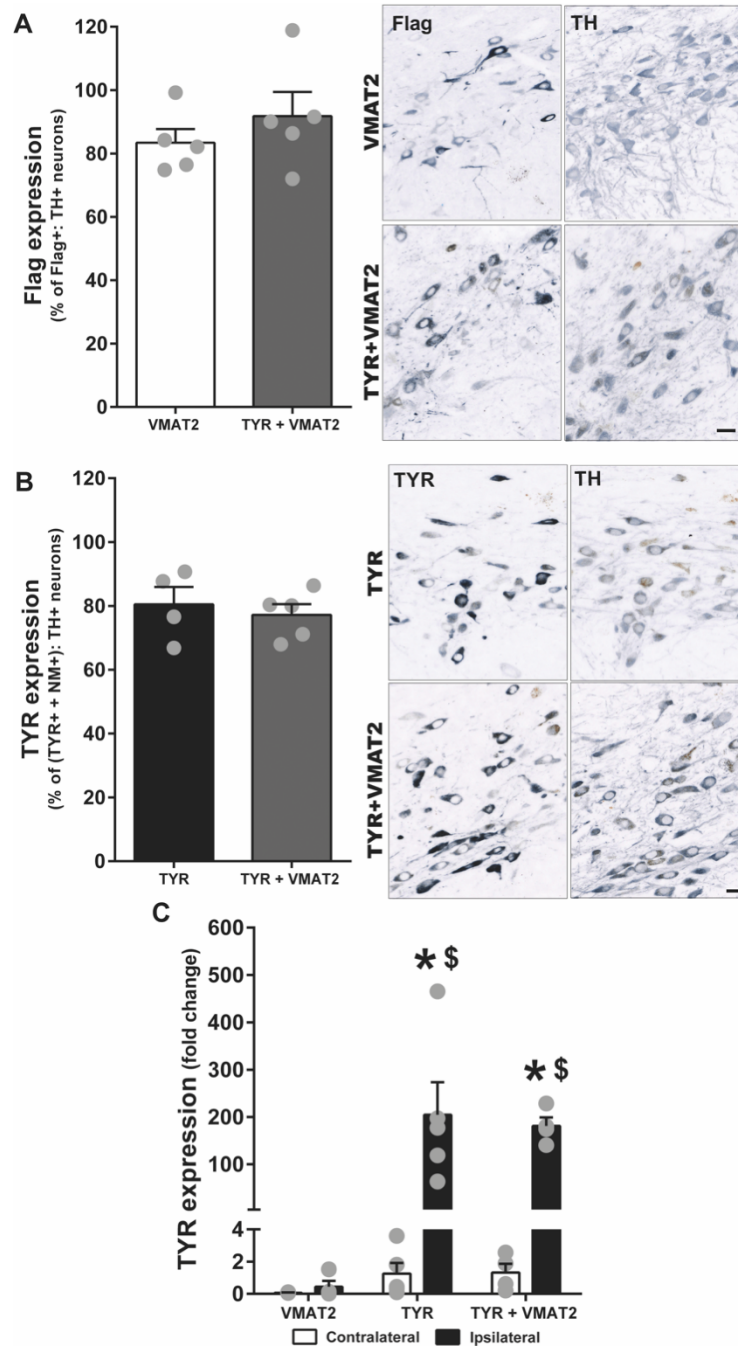 A
Flag expression
(% of Flag+: TH+ neurons)
120
100
80
60
40
20
0
VMAT2
TYR + VMAT2
Flag
TH
VMAT2
TYR+VMAT2
B
TYR expression
(% of (TYR+ + NM+): TH+ neurons)
120
100
80
60
40
20
0
TYR
TYR + VMAT2
TYR
TH
TYR
TYR+VMAT2
C
TYR expression (fold change)
600
500
400
300
200
100
4
2
0
* $
* $
VMAT2
TYR
TYR + VMAT2
Contralateral
Ipsilateral